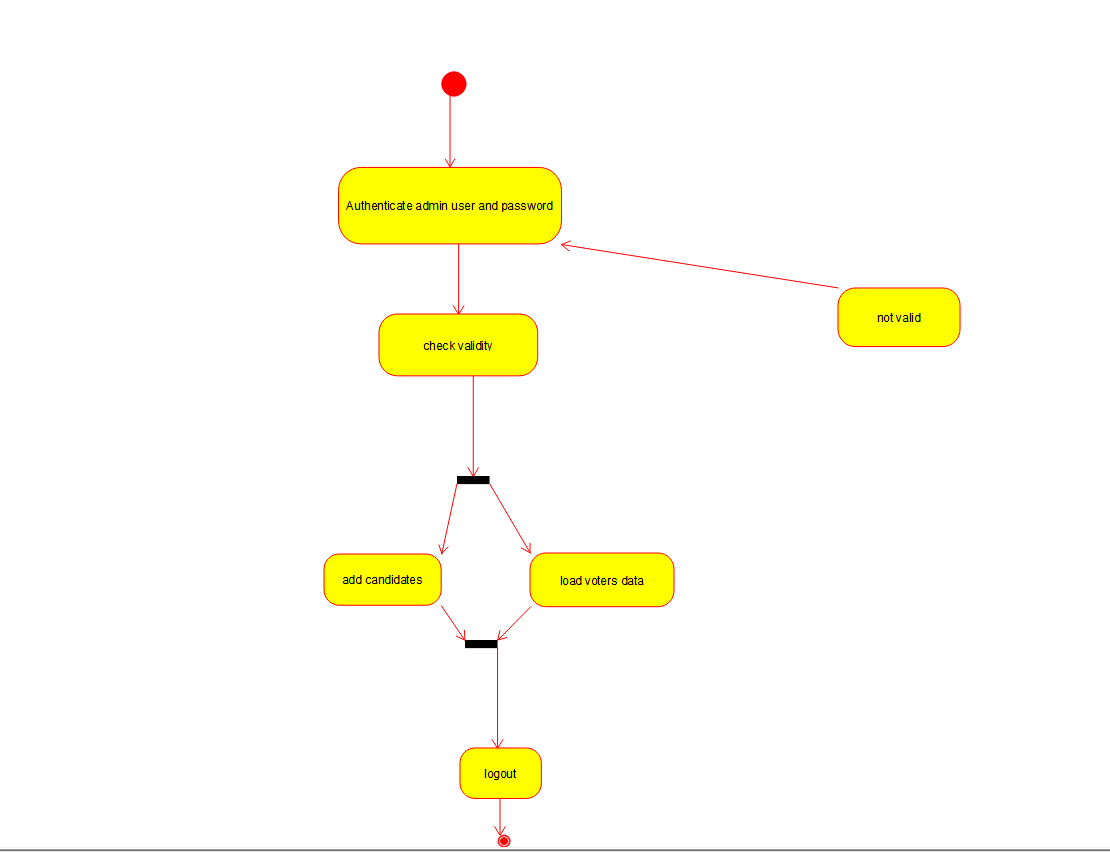 Authenticate admin user and password
not valid
check validity
add candidates
load voters data
logout